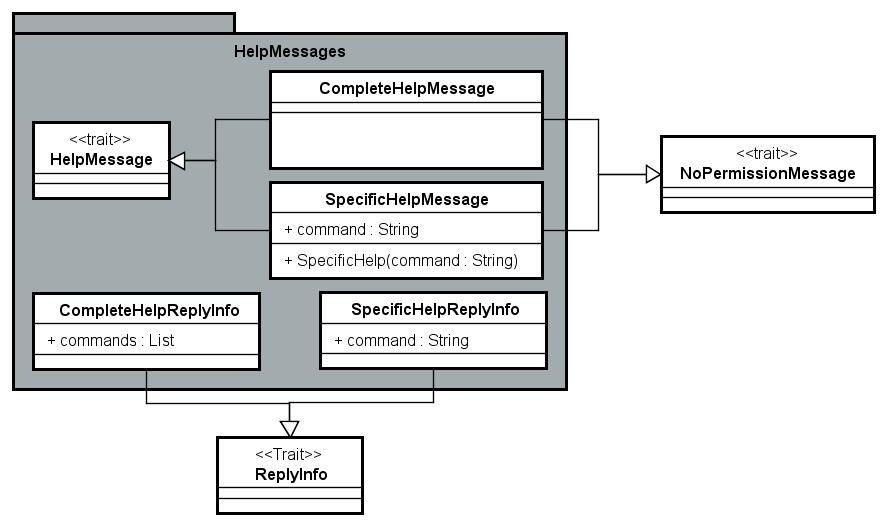 HelpMessages
CompleteHelpMessage
<<trait>>
HelpMessage
<<trait>>
NoPermissionMessage
SpecificHelpMessage
+ command : String
+ SpecificHelp(command : String)
CompleteHelpReplyInfo
+ commands : List
SpecificHelpReplyInfo
+ command : String
<<Trait>>
ReplyInfo